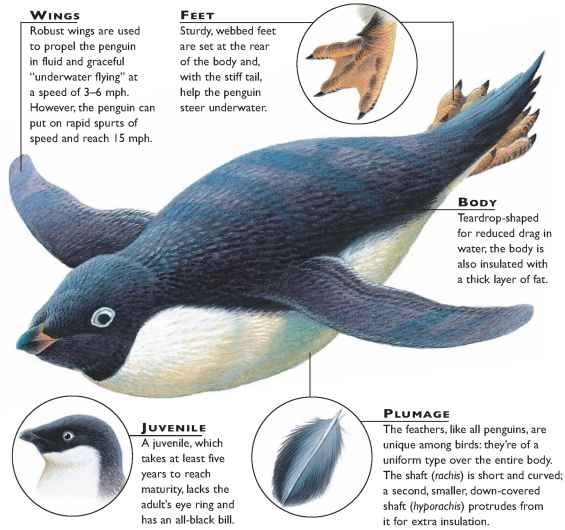 WINGS
Robust wings are used
to propel the penguin
in fluid and graceful
“underwater flying” at
a speed of 3–6 mph.
However, the penguin can
put on rapid spurts of
speed and reach 15 mph.
FEET
Sturdy, webbed feet
are set at the rear
of the body and,
with the stiff tail,
help the penguin
steer underwater.
BODY
Teardrop-shaped
for reduced drag in
water, the body is
also insulated with
a thick layer of fat.
JUVENILE
A juvenile, which
takes at least five
years to reach
maturity, lacks the
adult's eye ring and
has an all-black bill.
PLUMAGE
The feathers, like all penguins, are
unique among birds: they're of a
uniform type over the entire body.
The shaft (rachis) is short and curved;
a second, smaller, down-covered
shaft (hyporachis) protrudes from
it for extra insulation.